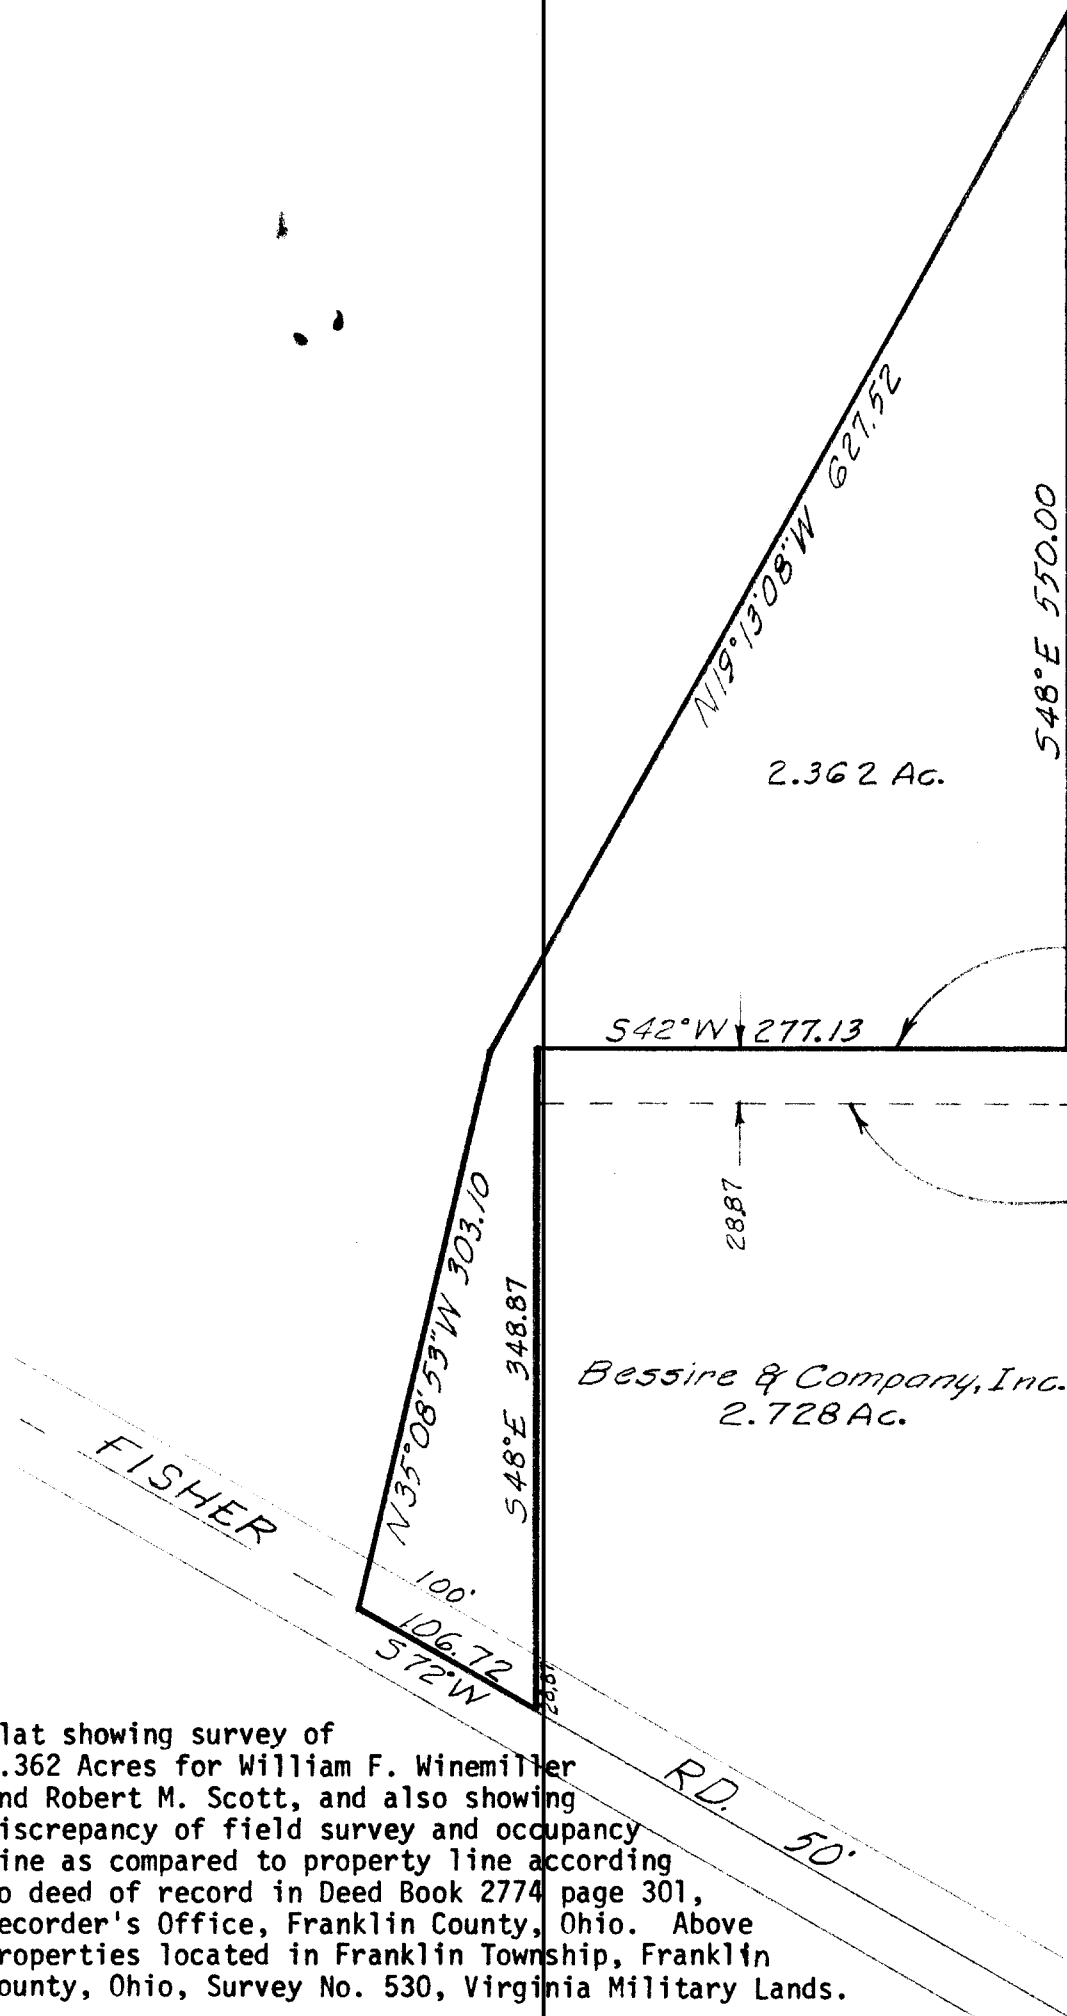 N19°13'08"W 627.52
S48°E 550.00
2.362 Ac.
S42°W 277.13
28.87
N35°08'53"W 303.10
S48°E 348.87
Bessire & Company, Inc.
2.728 Ac.
FISHER RD. 50'
100'
106.72
S72°W
28.87
lat showing survey of
.362 Acres for William F. Winemiller
nd Robert M. Scott, and also showing
iscrepancy of field survey and occupancy
ine as compared to property line according
o deed of record in Deed Book 2774 page 301,
ecorder's Office, Franklin County, Ohio. Above
roperties located in Franklin Township, Franklin
ounty, Ohio, Survey No. 530, Virginia Military Lands.